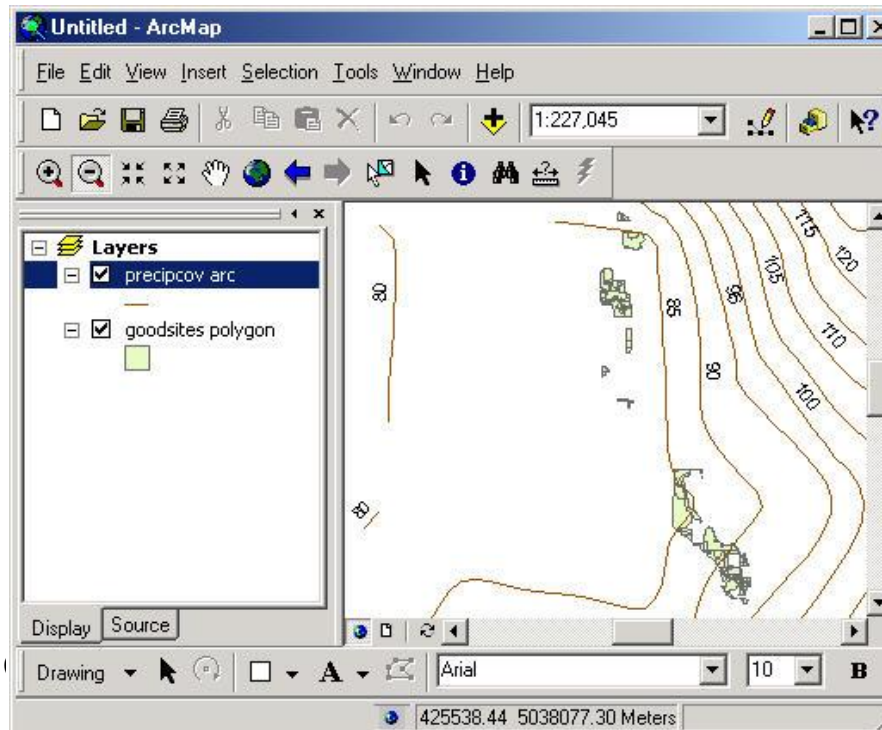 Untitled - ArcMap
File Edit View Insert Selection Tools Window Help
1:227,045
Layers
precipcov arc
goodsites polygon
80
80
85
90
95
100
105
110
115
120
Display Source
Drawing A Arial 10 B
425538.44 5038077.30 Meters